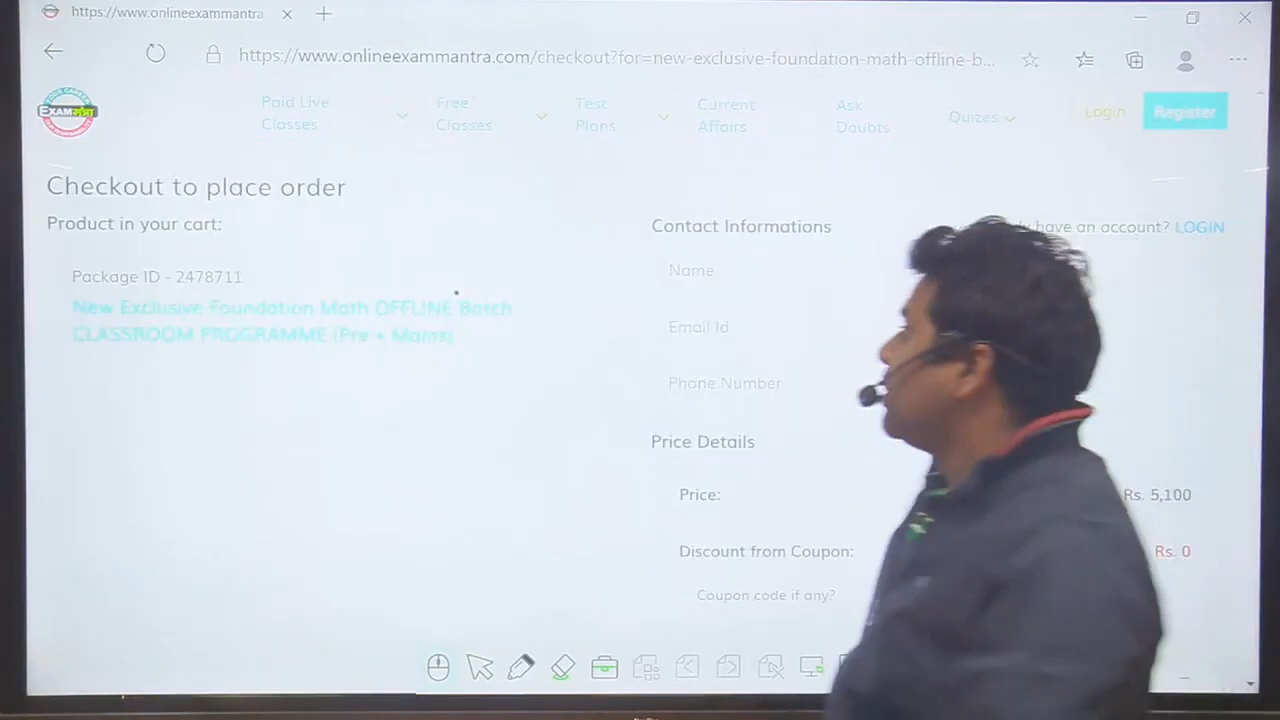 https://www.onlineexammantra
https://www.onlineexammantra.com/checkout?for=new-exclusive-foundation-math-offline-b...
Examमंत्रा
Paid Live
Classes
Free
Classes
Test
Plans
Current
Affairs
Ask
Doubts
Quizes
Login
Register
Checkout to place order
Product in your cart:
Package ID - 2478711
New Exclusive Foundation Math OFFLINE Batch
CLASSROOM PROGRAMME (Pre + Mains)
Contact Informations
have an account? LOGIN
Name
Email Id
Phone Number
Price Details
Price:
Rs. 5,100
Discount from Coupon:
Rs. 0
Coupon code if any?